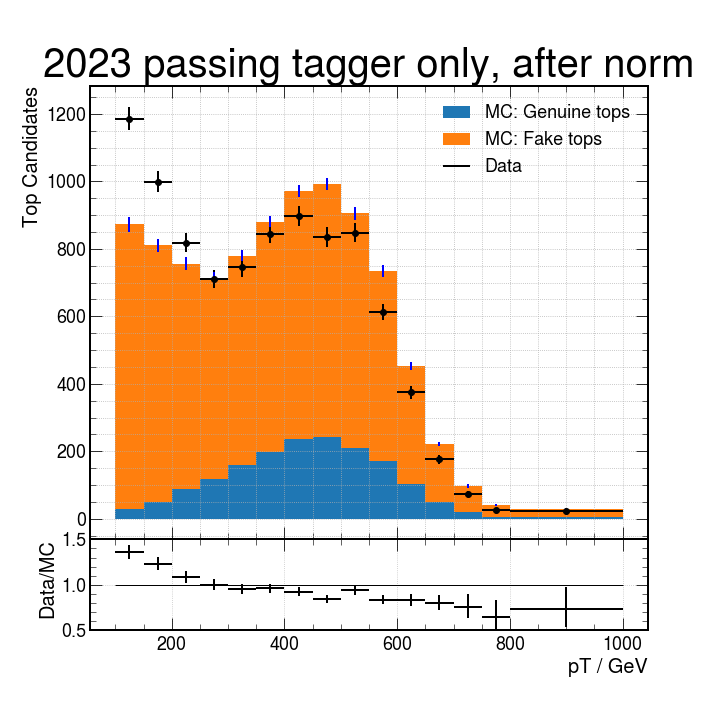 2023 passing tagger only, after norm
Top Candidates
MC: Genuine tops
MC: Fake tops
Data
1200
1000
800
600
400
200
0
Data/MC
1.5
1.0
0.5
200 400 600 800 1000
pT / GeV